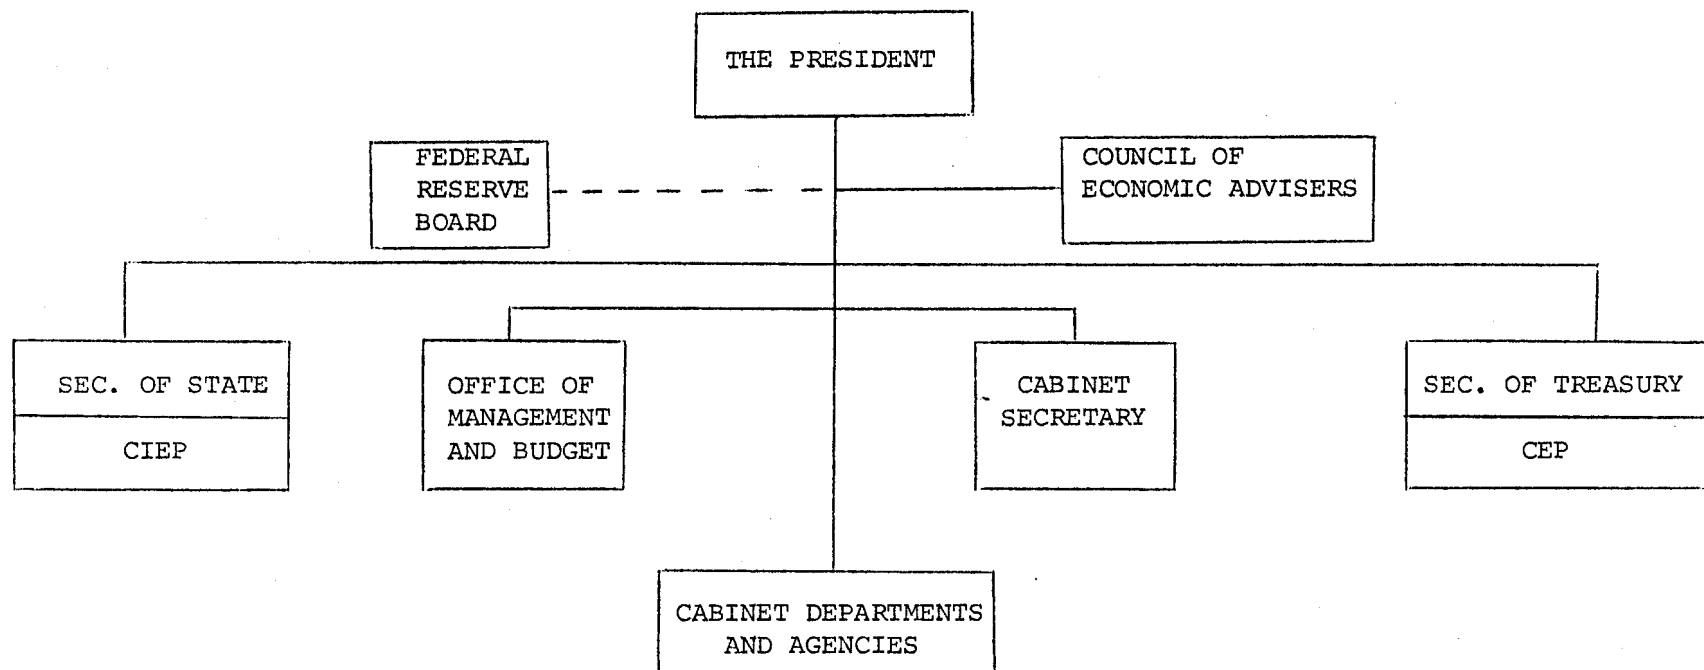 THE PRESIDENT
FEDERAL
RESERVE
BOARD
COUNCIL OF
ECONOMIC ADVISERS
SEC. OF STATE
CIEP
OFFICE OF
MANAGEMENT
AND BUDGET
CABINET
SECRETARY
SEC. OF TREASURY
CEP
CABINET DEPARTMENTS
AND AGENCIES